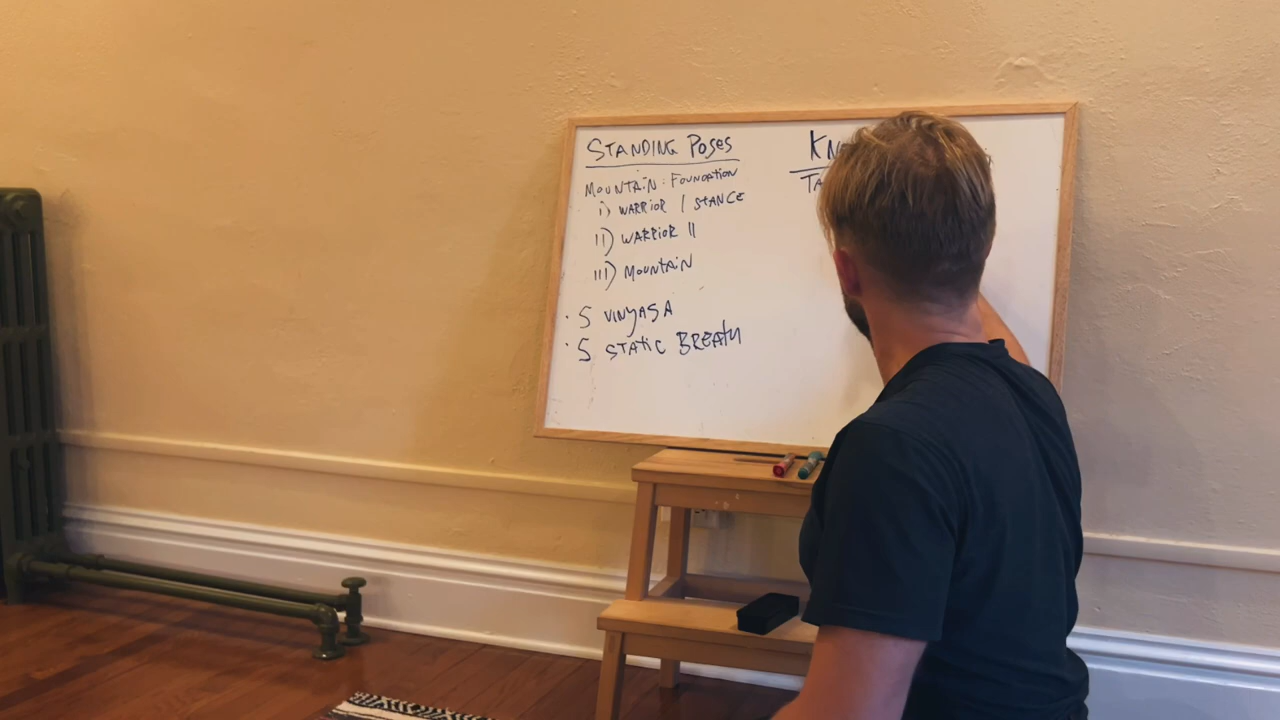 STANDING POSES
MOUNTAIN: FOUNDATION
i) WARRIOR I STANCE
ii) WARRIOR II
iii) MOUNTAIN
· 5 VINYASA
· 5 STATIC BREATH